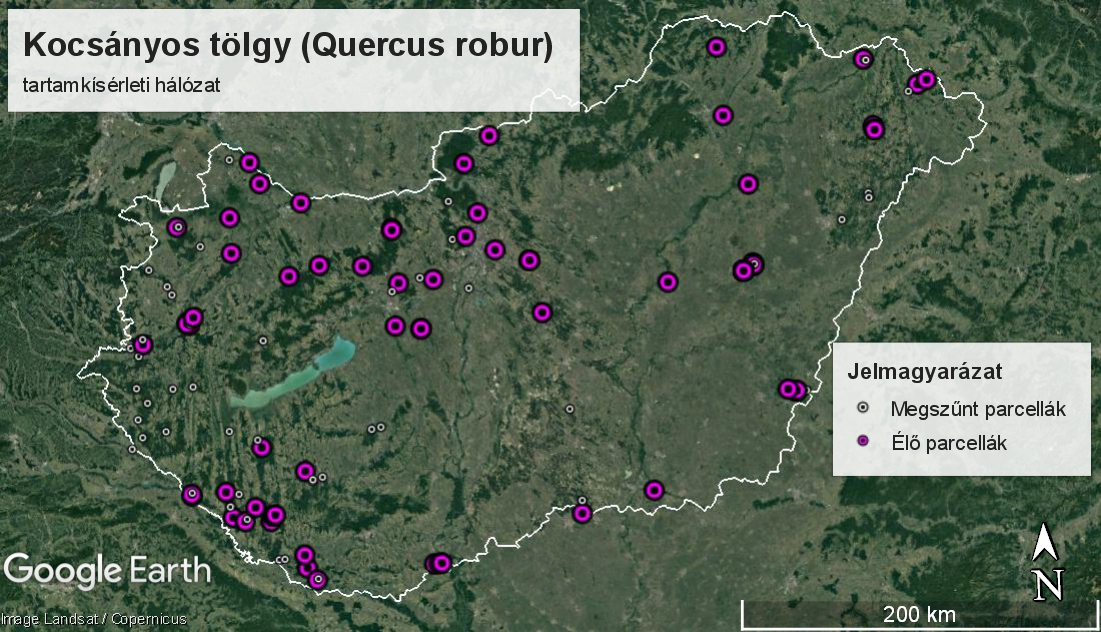 Kocsányos tölgy (Quercus robur)
tartamkísérleti hálózat
Jelmagyarázat
Megszűnt parcellák
Élő parcellák
Google Earth
N
Image Landsat / Copernicus
200 km